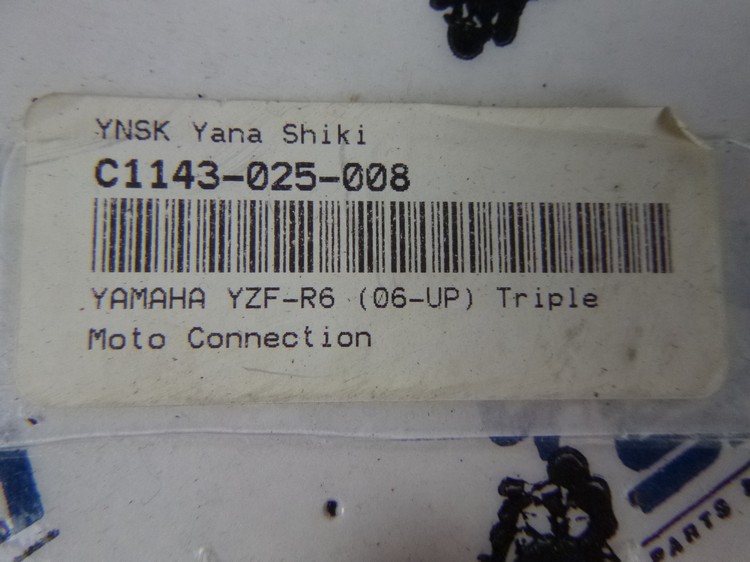 YNSK Yana Shiki
C1143-025-008
YAMAHA YZF-R6 (06-UP) Triple
Moto Connection
PARTS